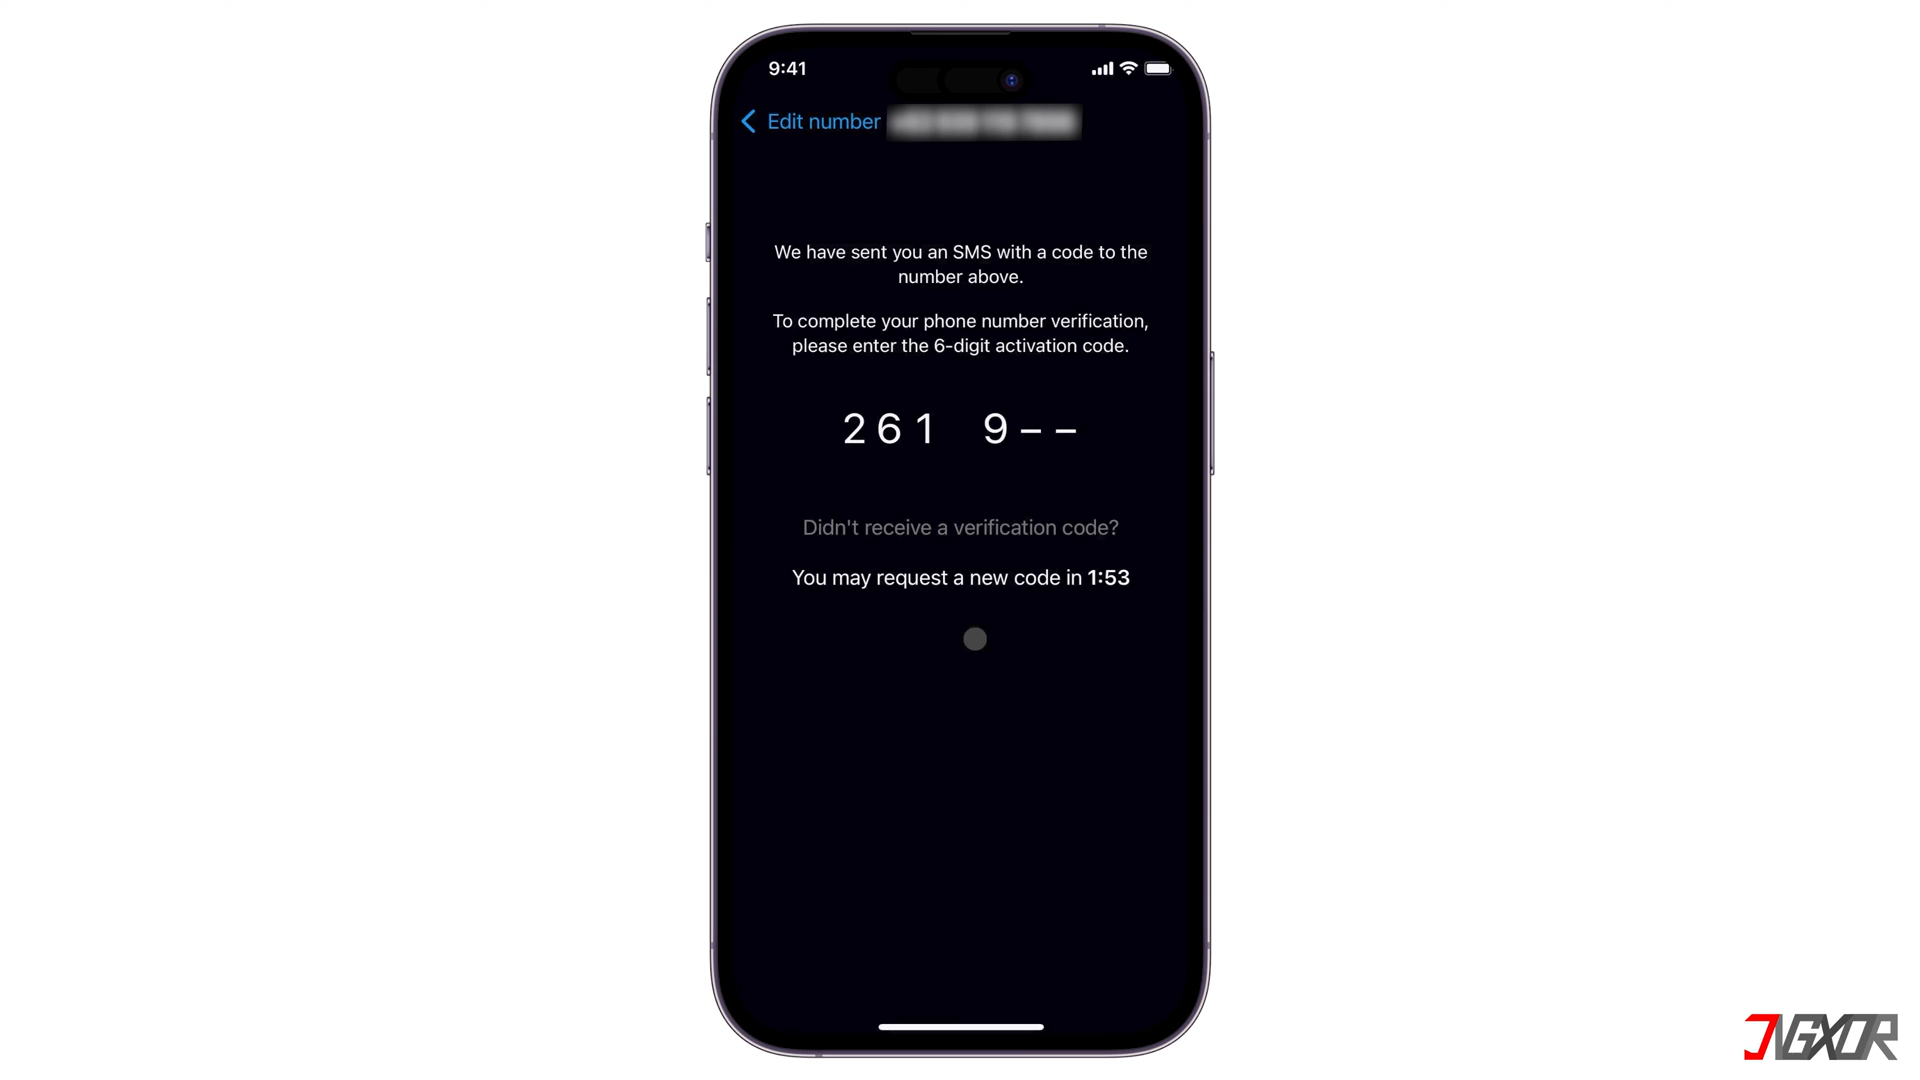 9:41
Edit number
We have sent you an SMS with a code to the
number above.
To complete your phone number verification,
please enter the 6-digit activation code.
261 9––
Didn't receive a verification code?
You may request a new code in 1:53
JIGXOR